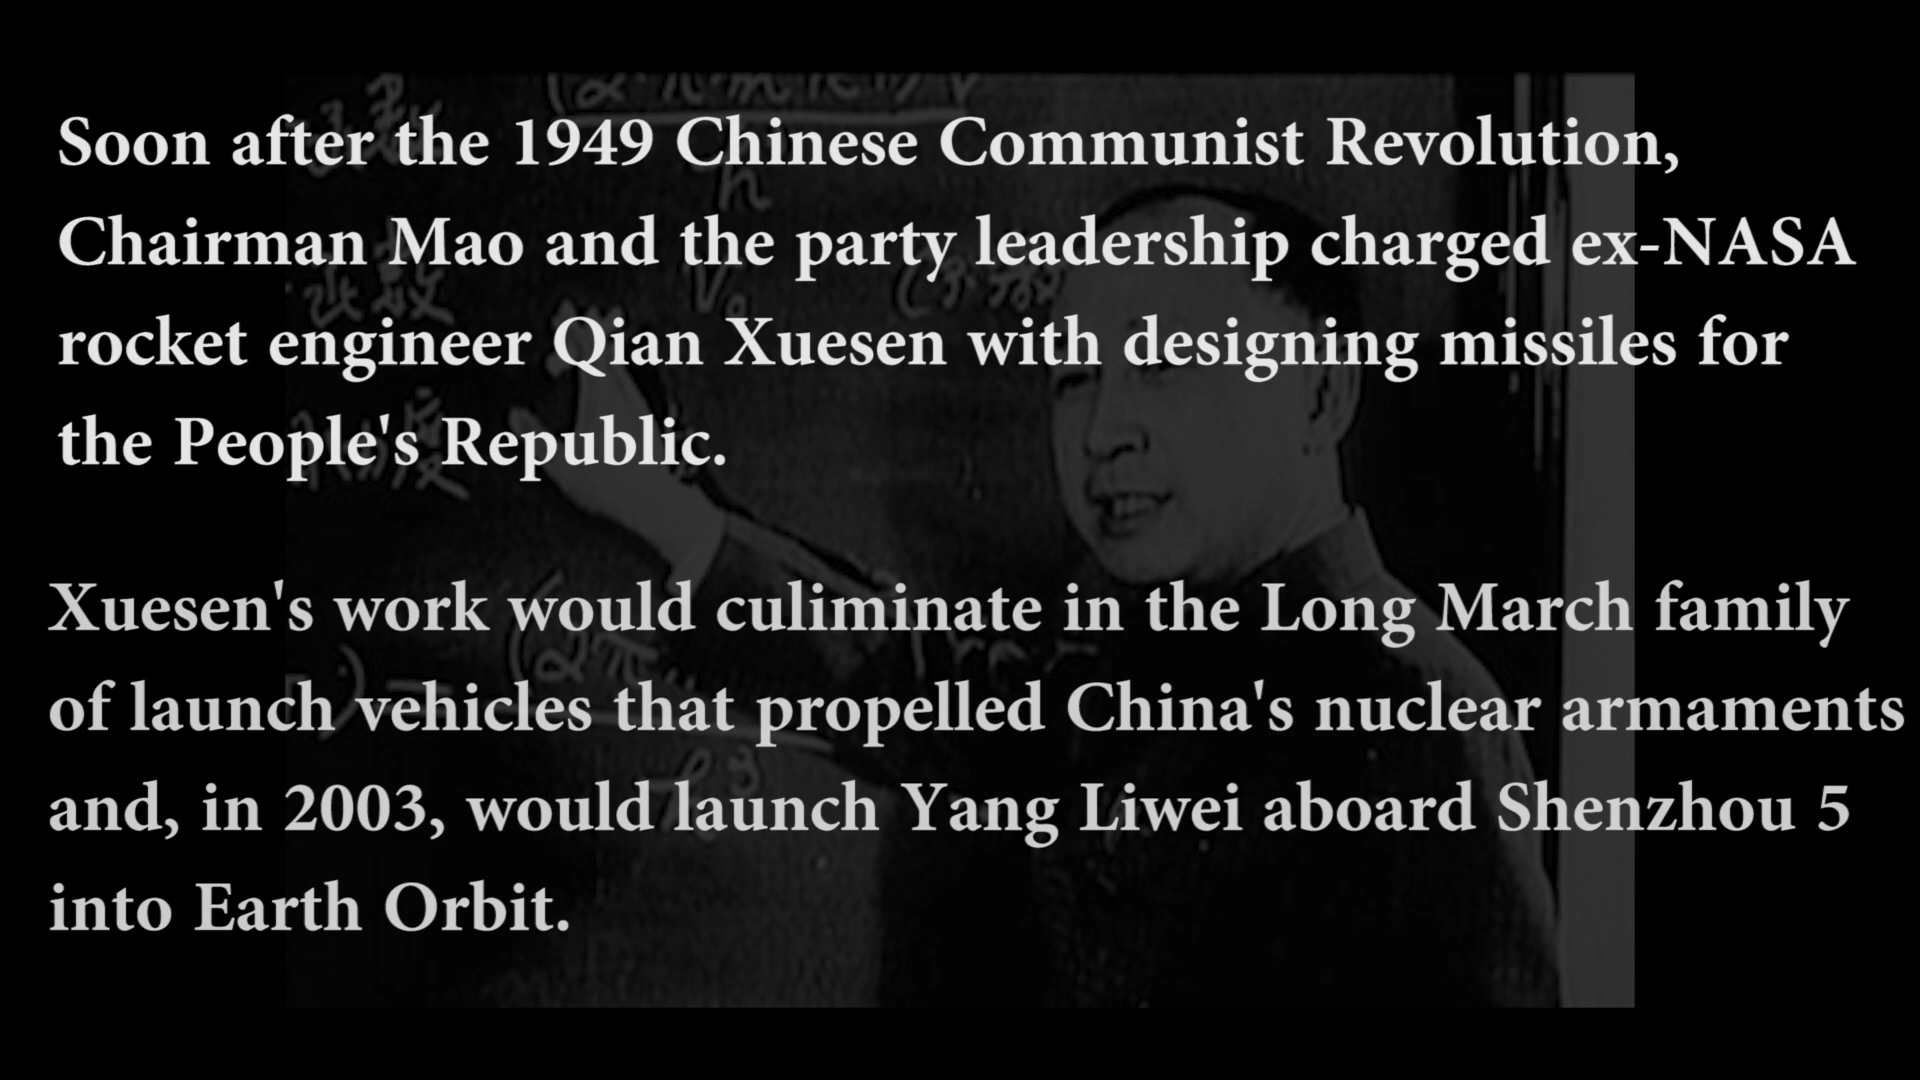 Soon after the 1949 Chinese Communist Revolution,
Chairman Mao and the party leadership charged ex-NASA
rocket engineer Qian Xuesen with designing missiles for
the People's Republic.
Xuesen's work would culiminate in the Long March family
of launch vehicles that propelled China's nuclear armaments
and, in 2003, would launch Yang Liwei aboard Shenzhou 5
into Earth Orbit.